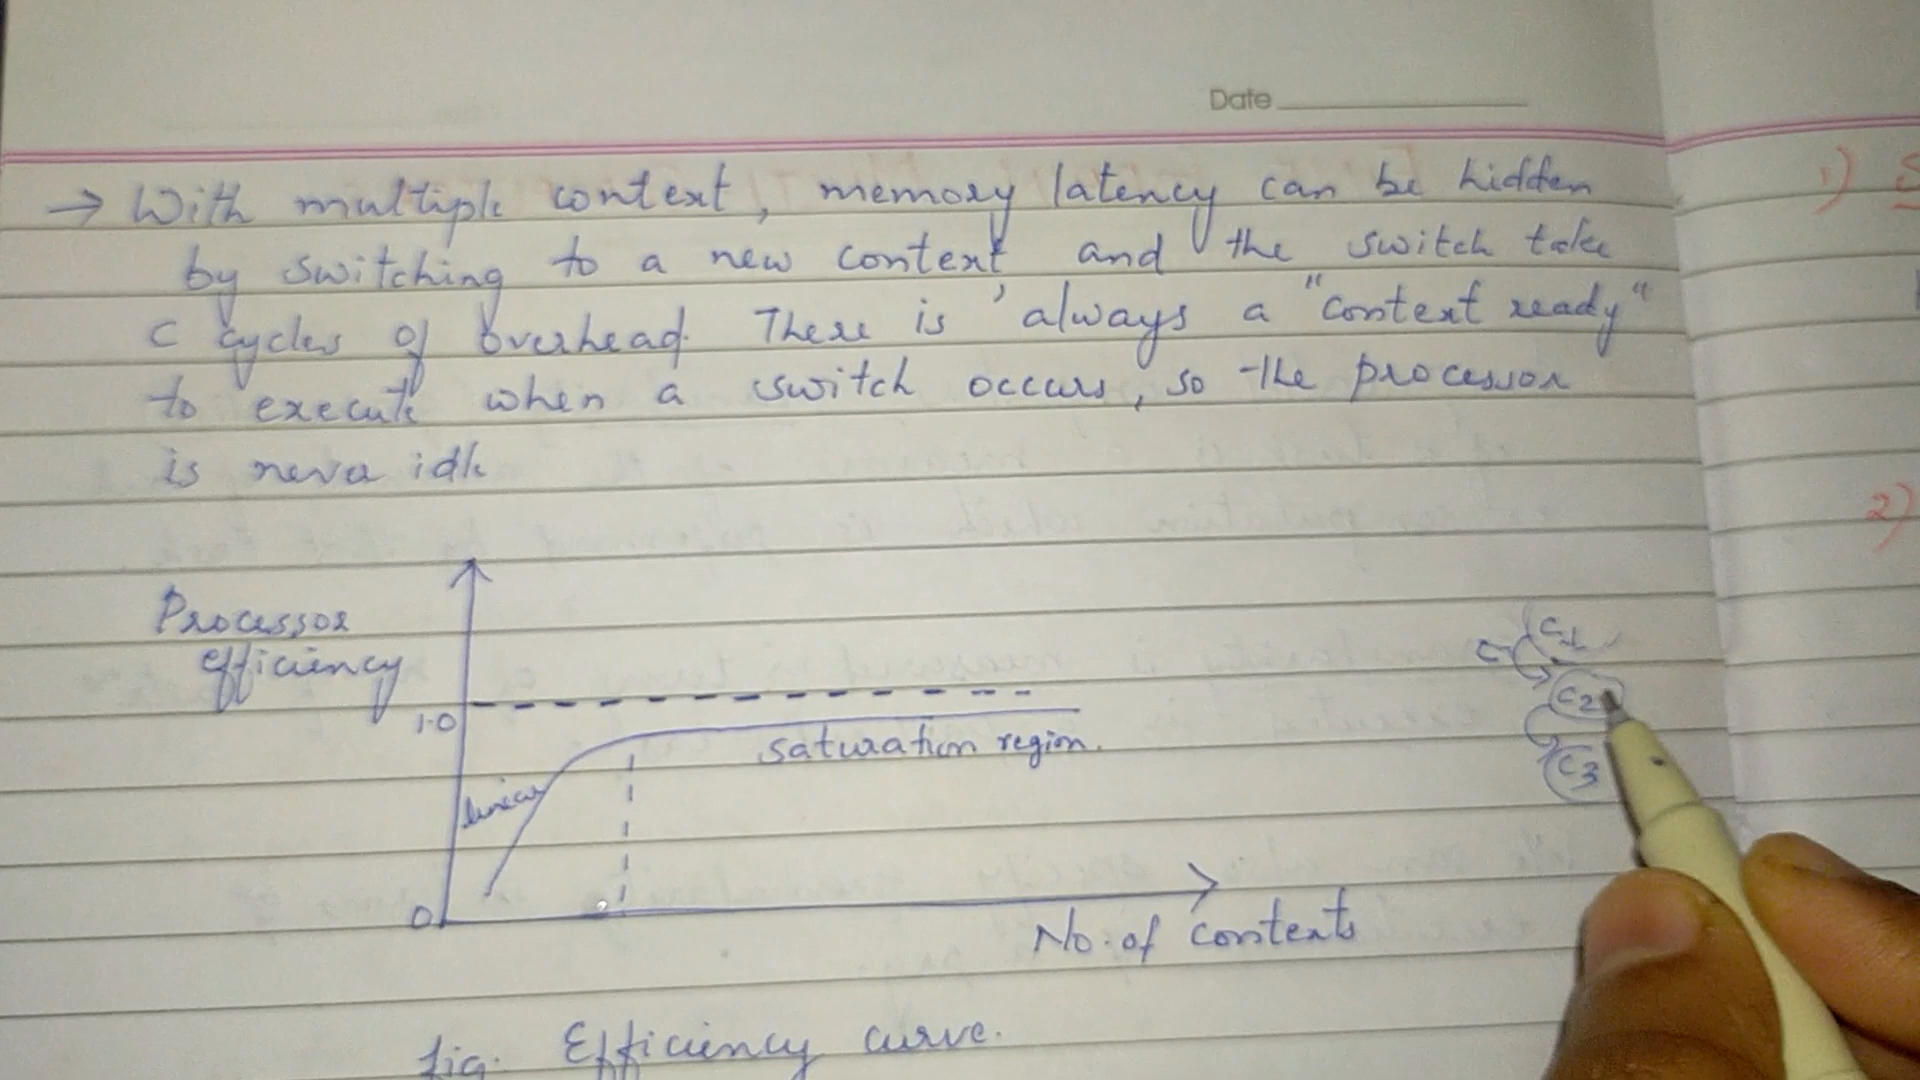 Date
→ With multiple context, memory latency can be hidden
by switching to a new context and the switch take
C cycles of overhead. There is always a "context ready"
to execute when a switch occurs, so the processor
is never idle
Processor
efficiency
1.0
saturation region.
linear
0
No. of contexts
fig. Efficiency curve.
C1
C
C2
C3
1)
2)